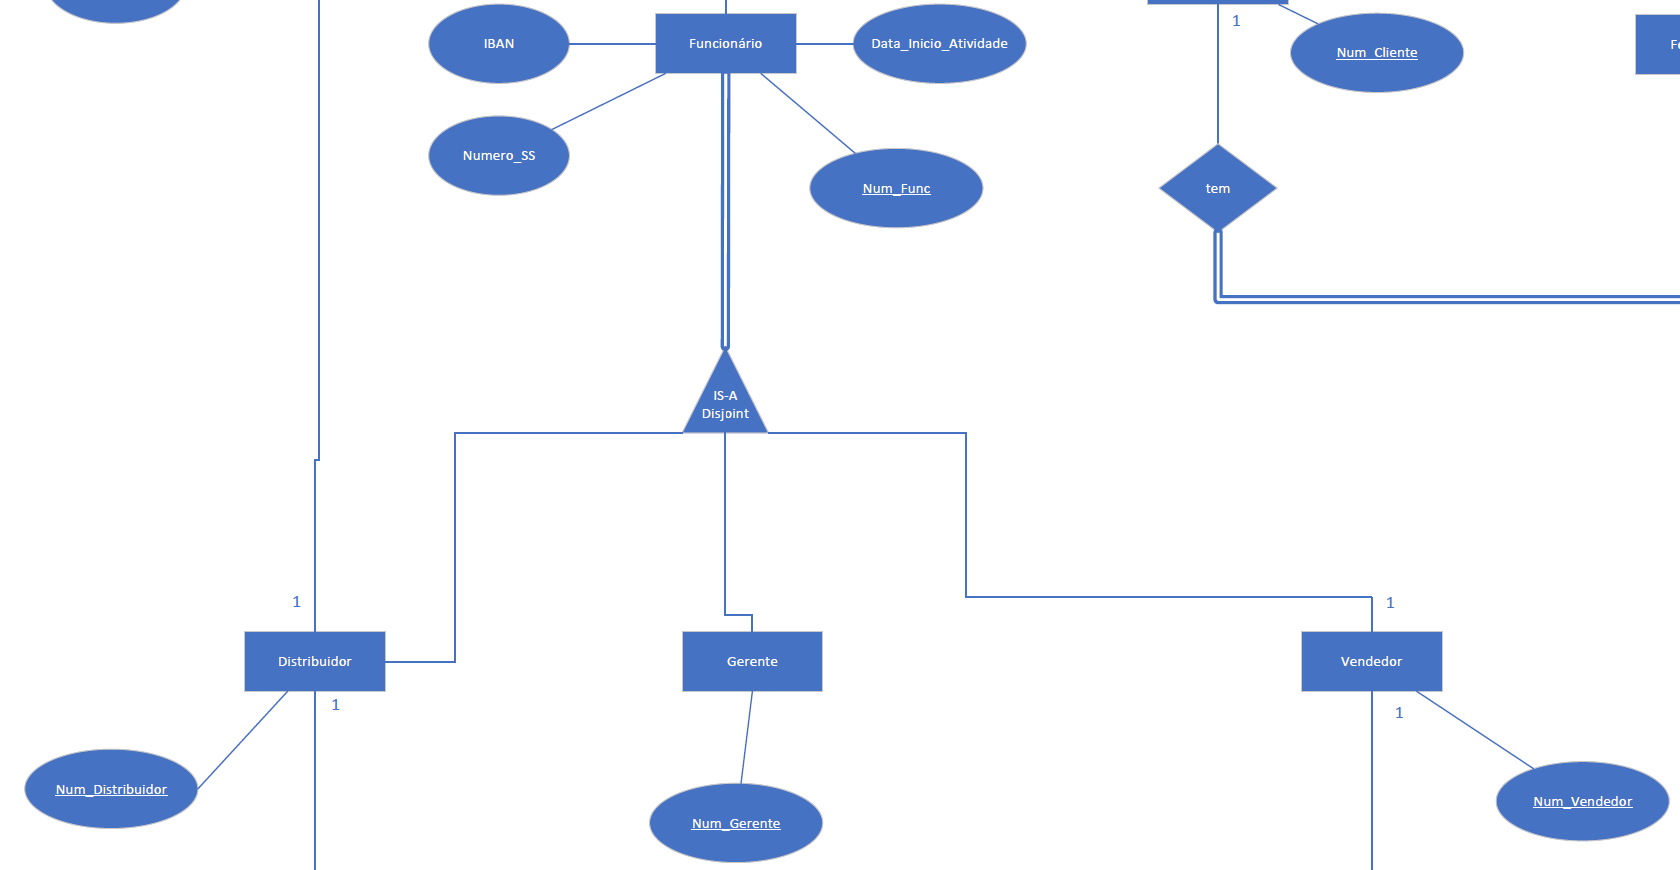 1
IBAN
Funcionário
Data_Inicio_Atividade
Num_Cliente
Numero_SS
Num_Func
tem
IS-A
Disjoint
1
1
Distribuidor
Gerente
Vendedor
1
1
Num_Distribuidor
Num_Gerente
Num_Vendedor